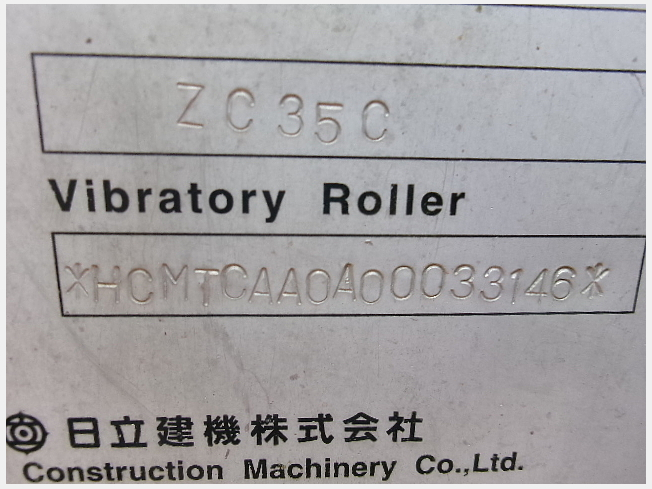 ZC35C
Vibratory Roller
*HCMTCAA0A00033146*
日立建機株式会社
Construction Machinery Co.,Ltd.